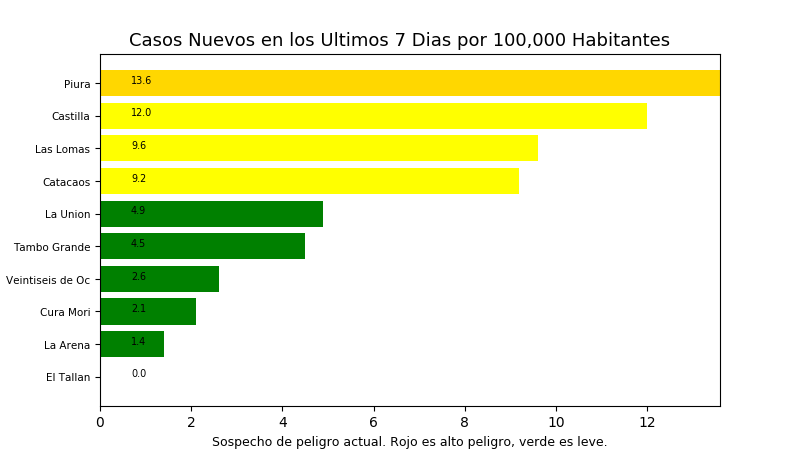 Casos Nuevos en los Ultimos 7 Dias por 100,000 Habitantes
Piura 13.6
Castilla 12.0
Las Lomas 9.6
Catacaos 9.2
La Union 4.9
Tambo Grande 4.5
Veintiseis de Oc 2.6
Cura Mori 2.1
La Arena 1.4
El Tallan 0.0
0 2 4 6 8 10 12
Sospecho de peligro actual. Rojo es alto peligro, verde es leve.